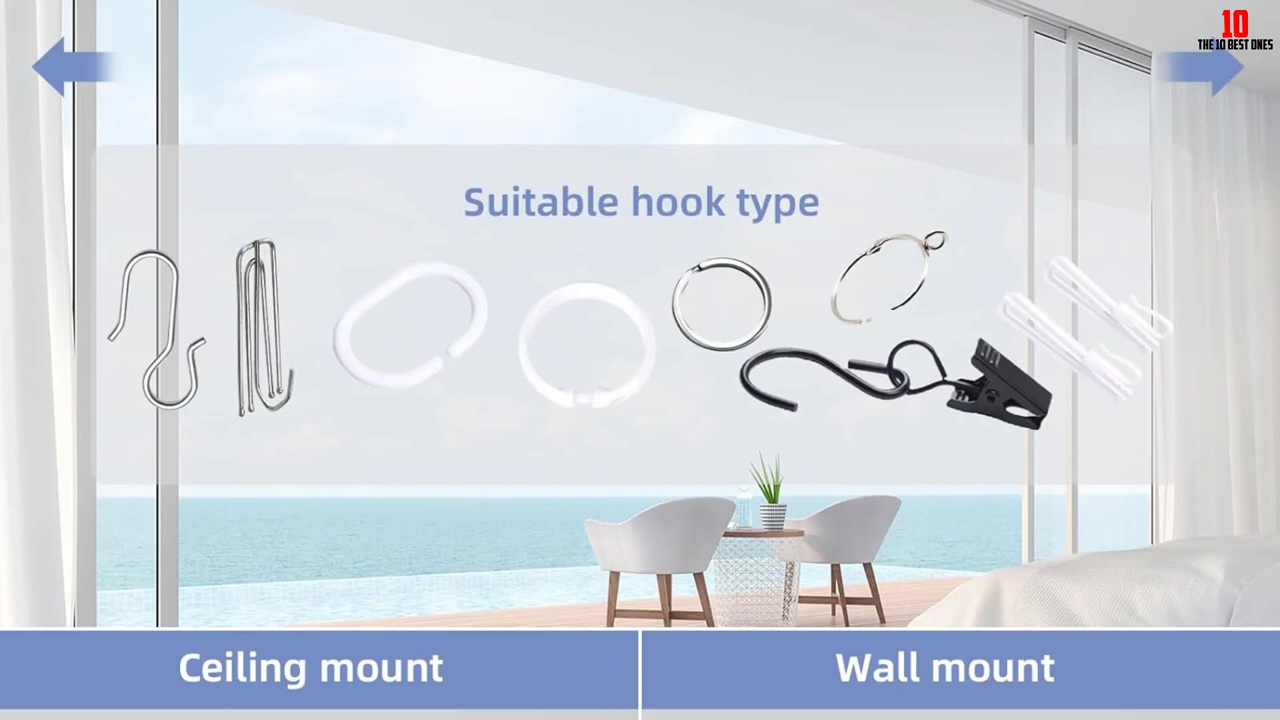 10
THE 10 BEST ONES
Suitable hook type
Ceiling mount
Wall mount